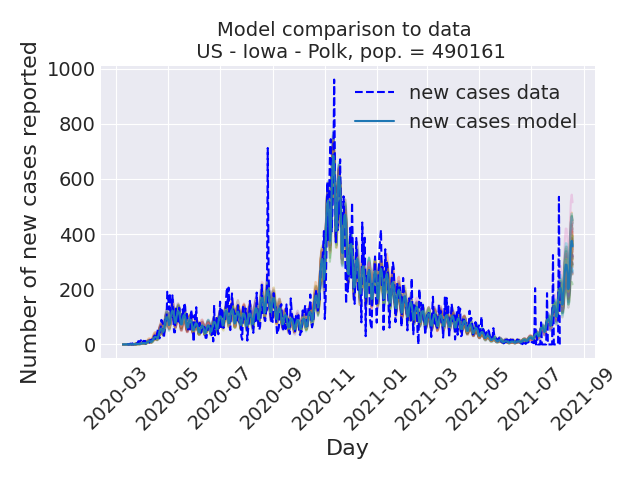 Model comparison to data
US - Iowa - Polk, pop. = 490161
new cases data
new cases model
Number of new cases reported
1000
800
600
400
200
0
2020-03
2020-05
2020-07
2020-09
2020-11
2021-01
2021-03
2021-05
2021-07
2021-09
Day